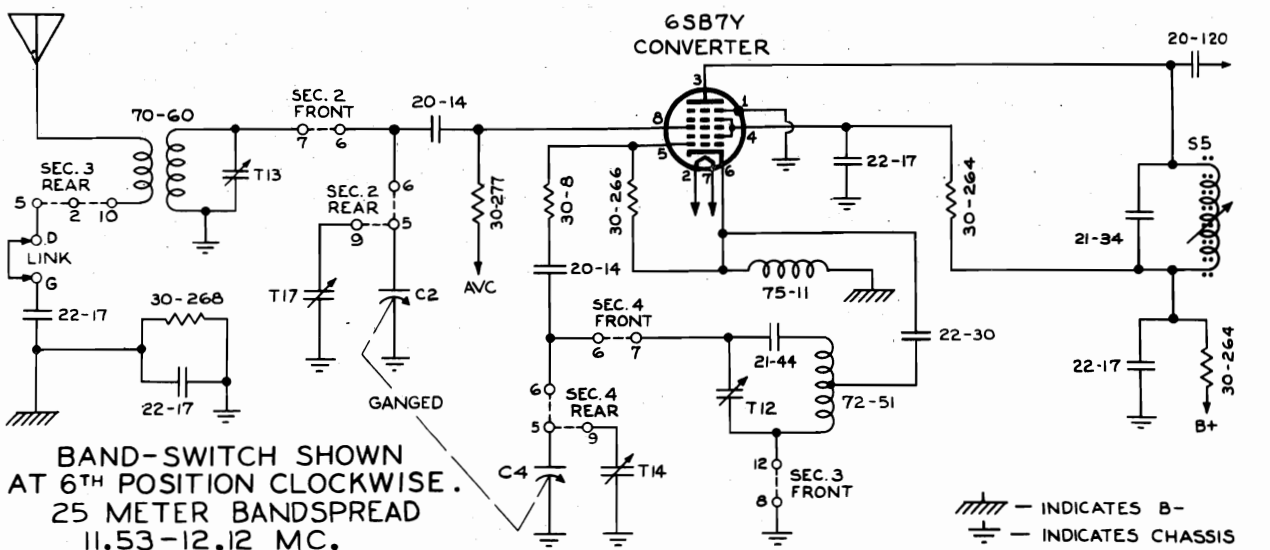 6SB7Y
CONVERTER
20-120
3
70-60
SEC. 2
FRONT
7
6
20-14
8
5
1
4
2
7
6
S5
T13
SEC. 3
REAR
5
2
10
D
LINK
G
22-17
30-268
22-17
SEC. 2
REAR
6
5
9
T17
C2
30-277
AVC
30-8
30-266
22-17
30-264
21-34
20-14
75-11
SEC. 4
FRONT
6
7
21-44
22-30
T12
72-51
22-17
30-264
B+
GANGED
6
SEC. 4
REAR
5
9
C4
T14
12
SEC. 3
8
FRONT
BAND-SWITCH SHOWN
AT 6TH POSITION CLOCKWISE.
25 METER BANDSPREAD
11.53-12.12 MC.
— INDICATES B-
— INDICATES CHASSIS